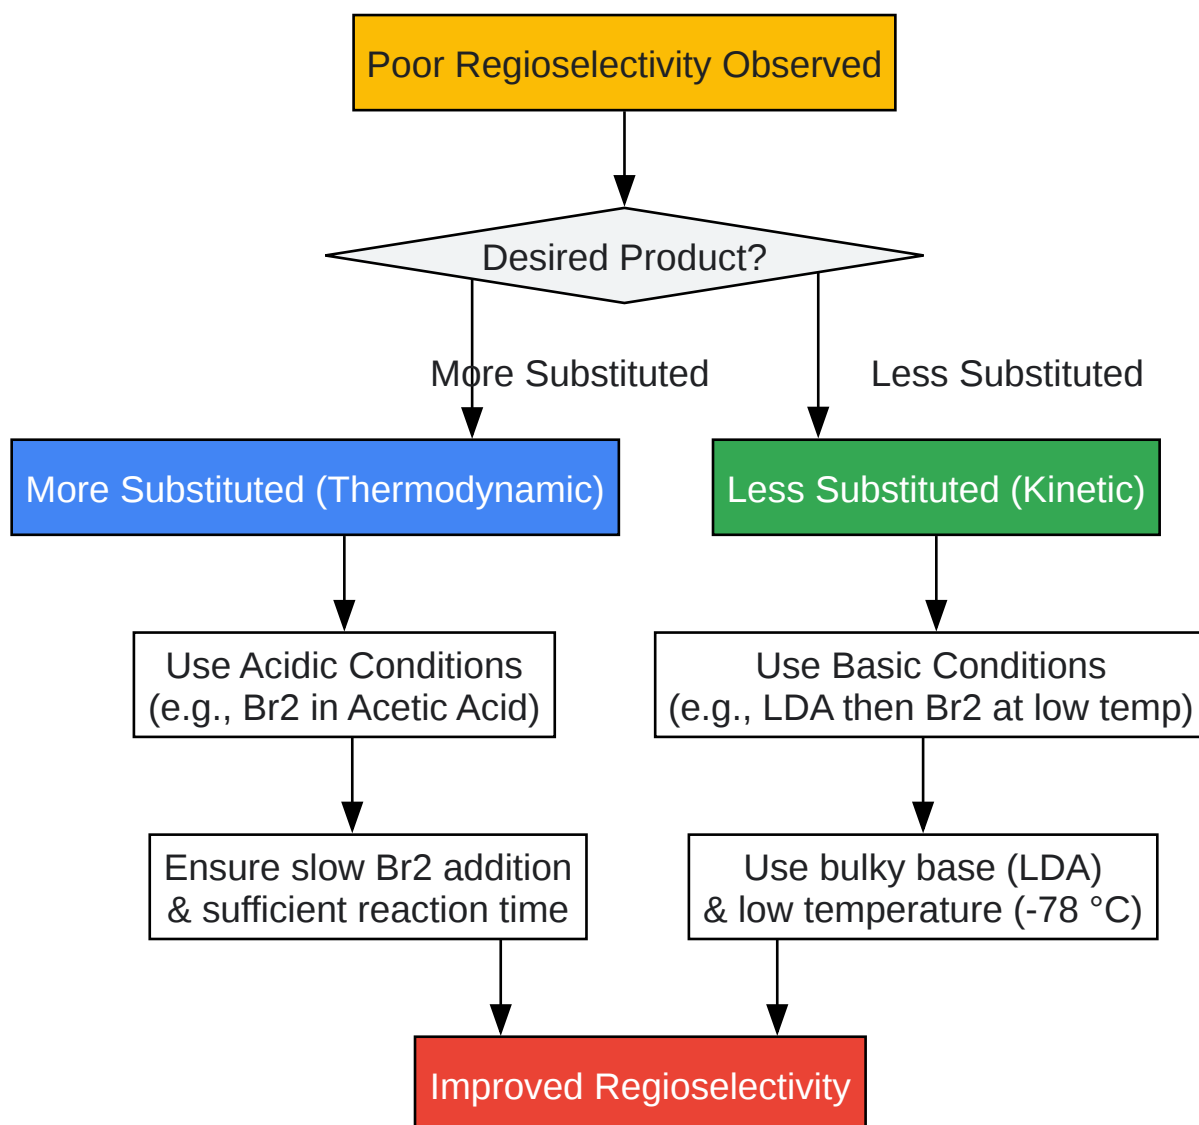 Poor Regioselectivity Observed
Desired Product?
More Substituted
Less Substituted
More Substituted (Thermodynamic)
Less Substituted (Kinetic)
Use Acidic Conditions
(e.g., Br2 in Acetic Acid)
Use Basic Conditions
(e.g., LDA then Br2 at low temp)
Ensure slow Br2 addition
& sufficient reaction time
Use bulky base (LDA)
& low temperature (-78 °C)
Improved Regioselectivity